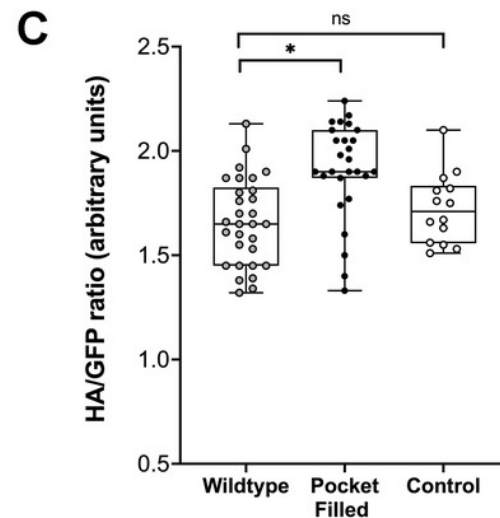 C
ns
*
2.5
2.0
1.5
1.0
0.5
HA/GFP ratio (arbitrary units)
Wildtype
Pocket
Filled
Control